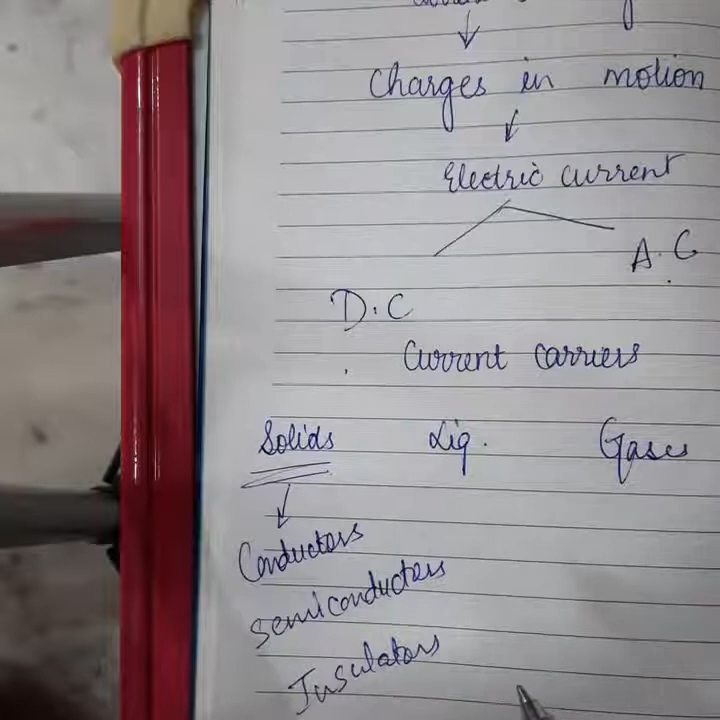 Charges in motion
Electric current
D.C A.C
Current carriers
Solids Liq. Gases
Conductors
Semiconductors
Insulators